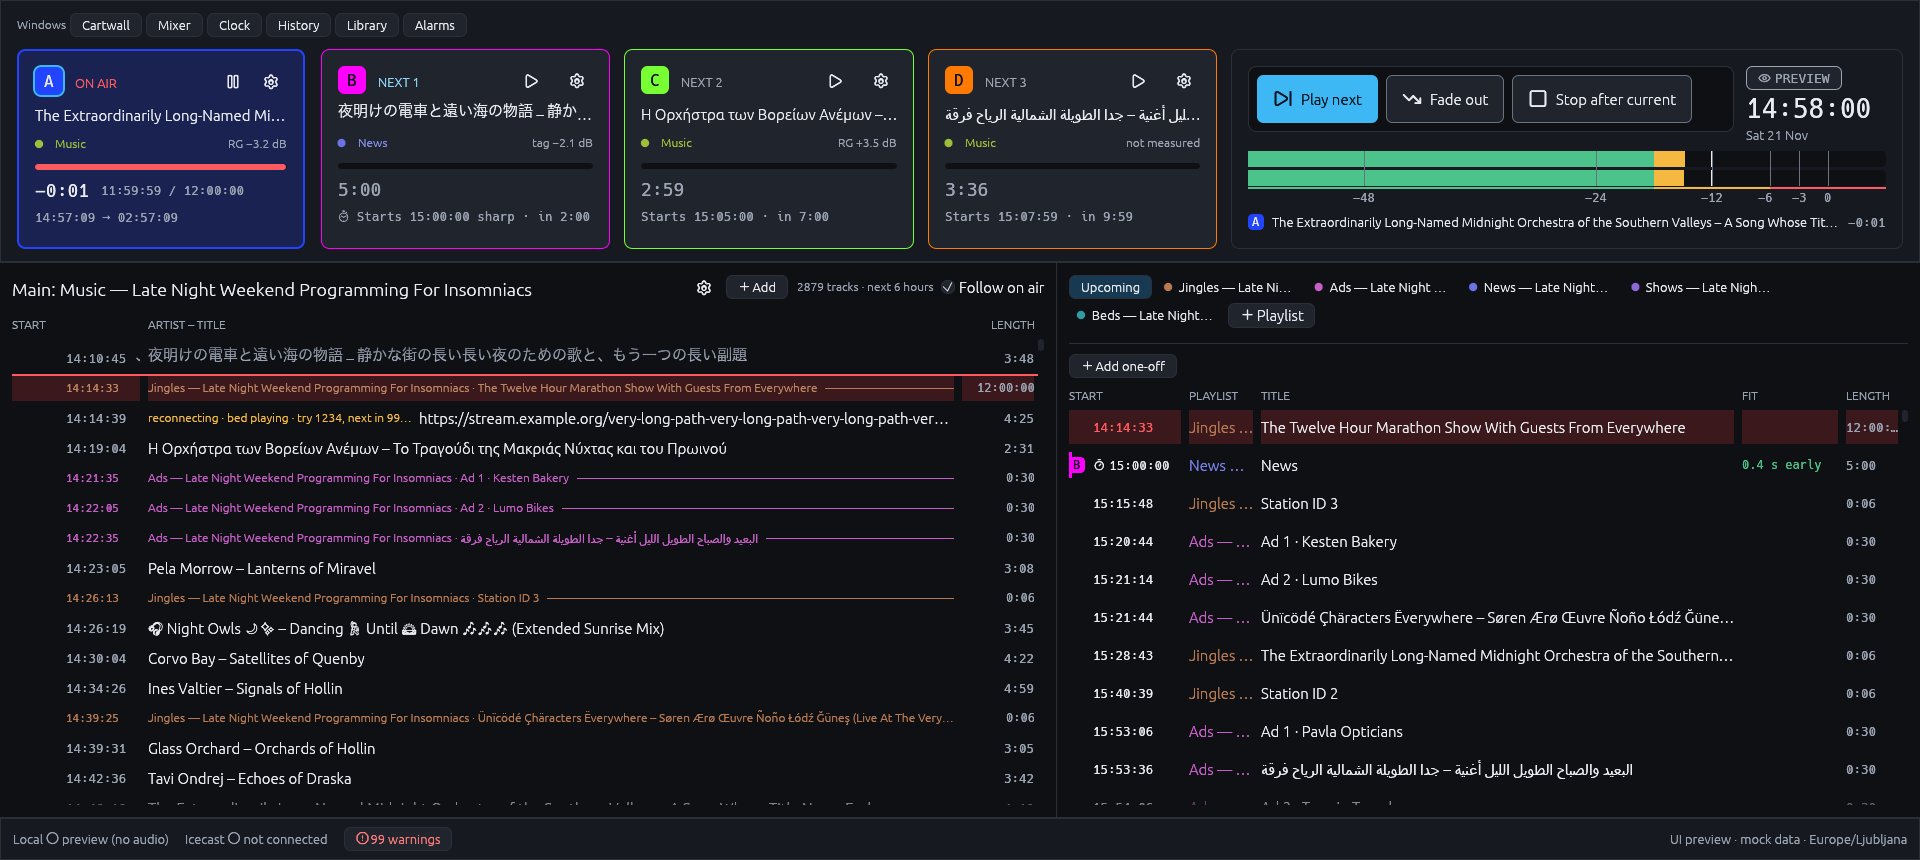 Windows Cartwall Mixer Clock History Library Alarms
A ON AIR
The Extraordinarily Long-Named Mi…
Music RG −3.2 dB
−0:01 11:59:59 / 12:00:00
14:57:09 → 02:57:09
B NEXT 1
夜明けの電車と遠い海の物語 – 静か…
News tag −2.1 dB
5:00
Starts 15:00:00 sharp · in 2:00
C NEXT 2
Η Ορχήστρα των Βορείων Ανέμων –…
Music RG +3.5 dB
2:59
Starts 15:05:00 · in 7:00
D NEXT 3
فرقة الرياح الشمالية الطويلة جدا – أغنية الليل…
Music not measured
3:36
Starts 15:07:59 · in 9:59
Play next Fade out Stop after current
PREVIEW
14:58:00
Sat 21 Nov
−48 −24 −12 −6 −3 0
A The Extraordinarily Long-Named Midnight Orchestra of the Southern Valleys – A Song Whose Tit… −0:01
Main: Music — Late Night Weekend Programming For Insomniacs
+ Add 2879 tracks · next 6 hours Follow on air
START ARTIST – TITLE LENGTH
14:10:45 夜明けの電車と遠い海の物語 – 静かな街の長い長い夜のための歌と、もう一つの長い副題 3:48
14:14:33 Jingles — Late Night Weekend Programming For Insomniacs · The Twelve Hour Marathon Show With Guests From Everywhere 12:00:00
14:14:39 reconnecting · bed playing · try 1234, next in 99… https://stream.example.org/very-long-path-very-long-path-very-long-path-ver… 4:25
14:19:04 Η Ορχήστρα των Βορείων Ανέμων – Το Τραγούδι της Μακριάς Νύχτας και του Πρωινού 2:31
14:21:35 Ads — Late Night Weekend Programming For Insomniacs · Ad 1 · Kesten Bakery 0:30
14:22:05 Ads — Late Night Weekend Programming For Insomniacs · Ad 2 · Lumo Bikes 0:30
14:22:35 Ads — Late Night Weekend Programming For Insomniacs · فرقة الرياح الشمالية الطويلة جدا – أغنية الليل الطويل والصباح البعيد 0:30
14:23:05 Pela Morrow – Lanterns of Miravel 3:08
14:26:13 Jingles — Late Night Weekend Programming For Insomniacs · Station ID 3 0:06
14:26:19 🎧 Night Owls 🌙✨ – Dancing 💃 Until 🌅 Dawn 🎶🎶🎶 (Extended Sunrise Mix) 3:45
14:30:04 Corvo Bay – Satellites of Quenby 4:22
14:34:26 Ines Valtier – Signals of Hollin 4:59
14:39:25 Jingles — Late Night Weekend Programming For Insomniacs · Ünïcödé Çhäracters Ëverywhere – Søren Ærø Œuvre Ñoño Łódź Ğüneş (Live At The Very… 0:06
14:39:31 Glass Orchard – Orchards of Hollin 3:05
14:42:36 Tavi Ondrej – Echoes of Draska 3:42
Upcoming Jingles — Late Ni… Ads — Late Night … News — Late Night… Shows — Late Nigh…
Beds — Late Night… + Playlist
+ Add one-off
START PLAYLIST TITLE FIT LENGTH
14:14:33 Jingles … The Twelve Hour Marathon Show With Guests From Everywhere 12:00:…
B 15:00:00 News … News 0.4 s early 5:00
15:15:48 Jingles … Station ID 3 0:06
15:20:44 Ads — … Ad 1 · Kesten Bakery 0:30
15:21:14 Ads — … Ad 2 · Lumo Bikes 0:30
15:21:44 Ads — … Ünïcödé Çhäracters Ëverywhere – Søren Ærø Œuvre Ñoño Łódź Ğüne… 0:30
15:28:43 Jingles … The Extraordinarily Long-Named Midnight Orchestra of the Southern… 0:06
15:40:39 Jingles … Station ID 2 0:06
15:53:06 Ads — … Ad 1 · Pavla Opticians 0:30
15:53:36 Ads — … فرقة الرياح الشمالية الطويلة جدا – أغنية الليل الطويل والصباح البعيد 0:30
Local preview (no audio) Icecast not connected 99 warnings UI preview · mock data · Europe/Ljubljana